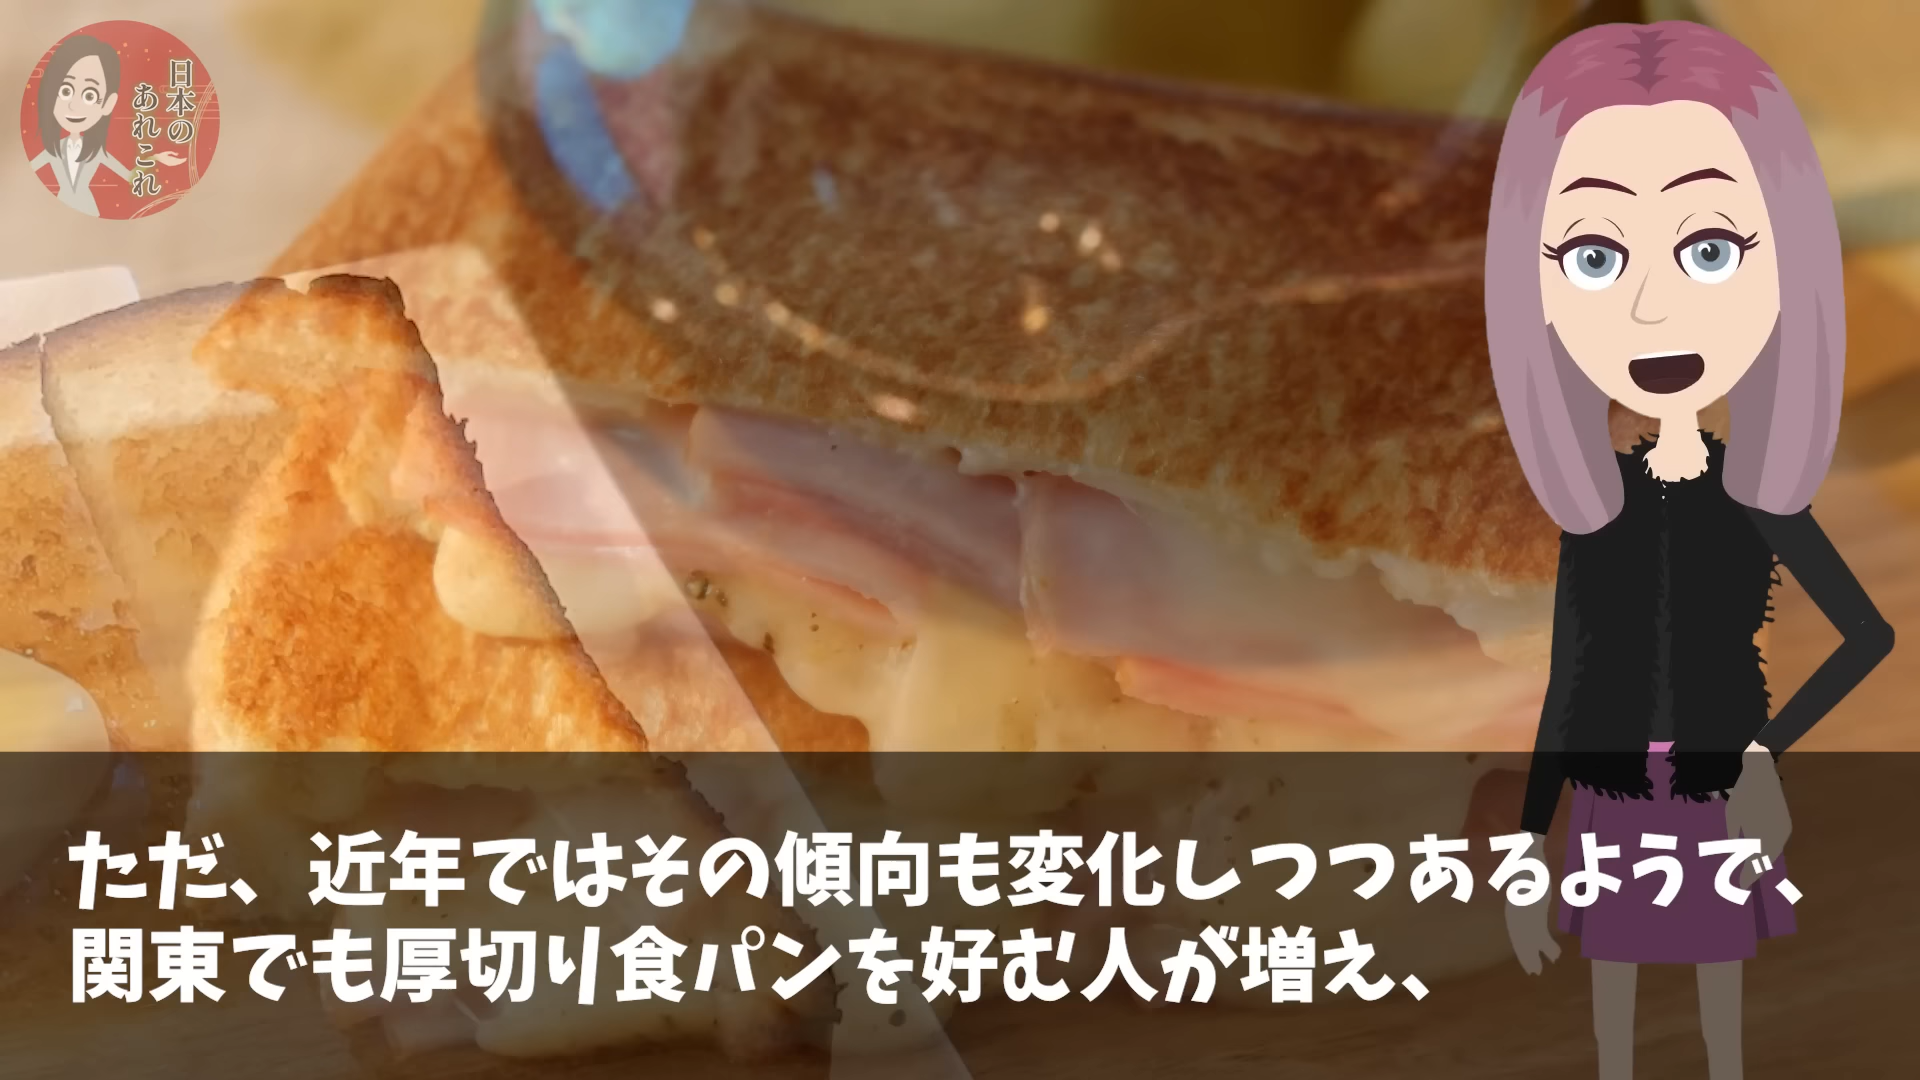 日本の
あれこれ
ただ、近年ではその傾向も変化しつつあるようで、
関東でも厚切り食パンを好む人が増え、